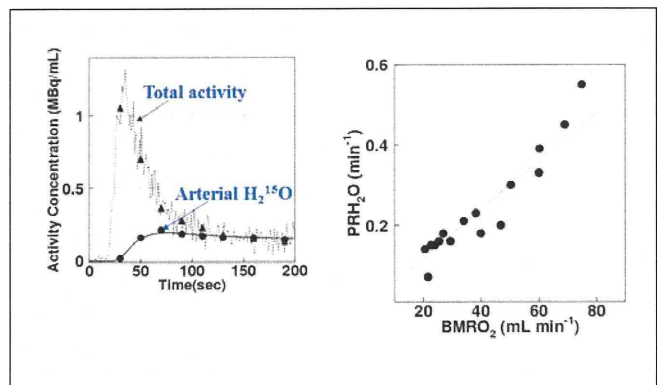 Activity Concentration (MBq/mL)
1
0.5
0
Total activity
Arterial H₂¹⁵O
0 50 100 160 200
Time(sec)
PRH₂O (min⁻¹)
0.6
0.4
0.2
20 40 60 80
BMRO₂ (mL min⁻¹)